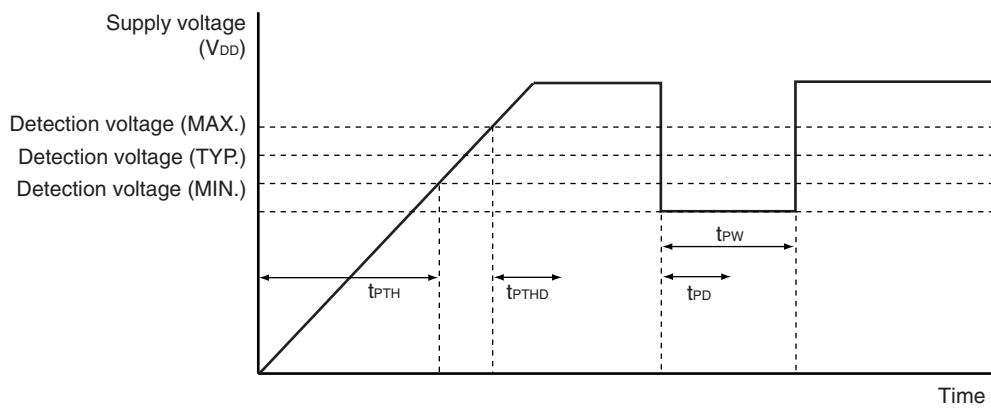 Supply voltage
(VDD)
Detection voltage (MAX.)
Detection voltage (TYP.)
Detection voltage (MIN.)
tPW
tPTH
tPTHD
tPD
Time